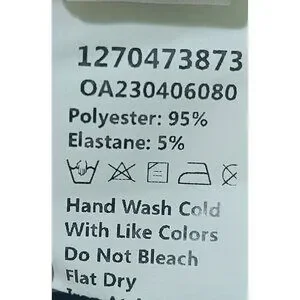 1270473873
OA230406080
Polyester: 95%
Elastane: 5%
Hand Wash Cold
With Like Colors
Do Not Bleach
Flat Dry